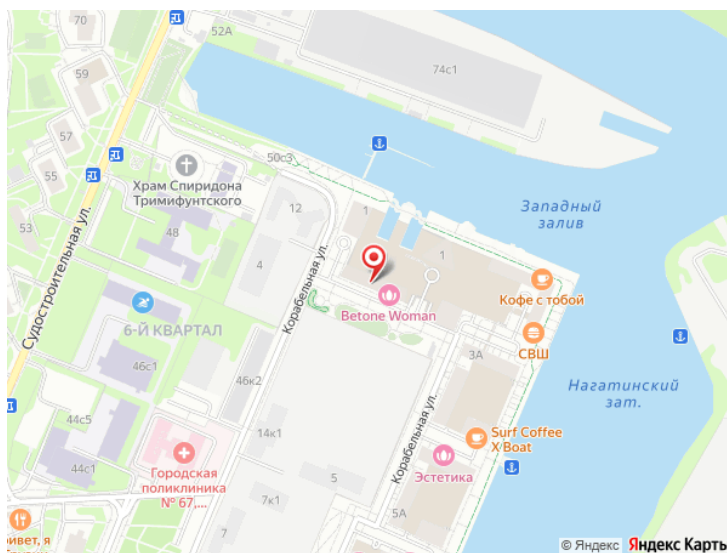 70
52А
74с1
59
57
50с3
Храм Спиридона
Тримифунтского
55
Западный
залив
Судостроительная ул.
12
1
53
48
1
4
Корабельная ул.
Кофе с тобой
Betone Woman
6-Й КВАРТАЛ
СВШ
3А
46с1
46к2
Нагатинский
зат.
Корабельная ул.
44с5
14к1
Surf Coffee
X Boat
44с1
Городская
поликлиника
№ 67,...
5
Эстетика
7к1
5А
7
ривет, я
© Яндекс Яндекс Карты